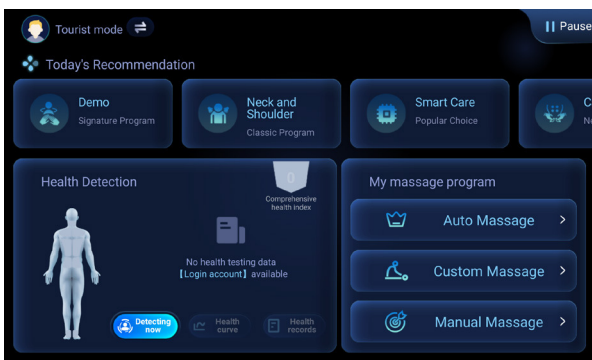 Tourist mode
Pause
Today's Recommendation
Demo
Signature Program
Neck and
Shoulder
Classic Program
Smart Care
Popular Choice
Health Detection
0
Comprehensive
health index
No health testing data
【Login account】available
Detecting
now
Health
curve
Health
records
My massage program
Auto Massage
Custom Massage
Manual Massage